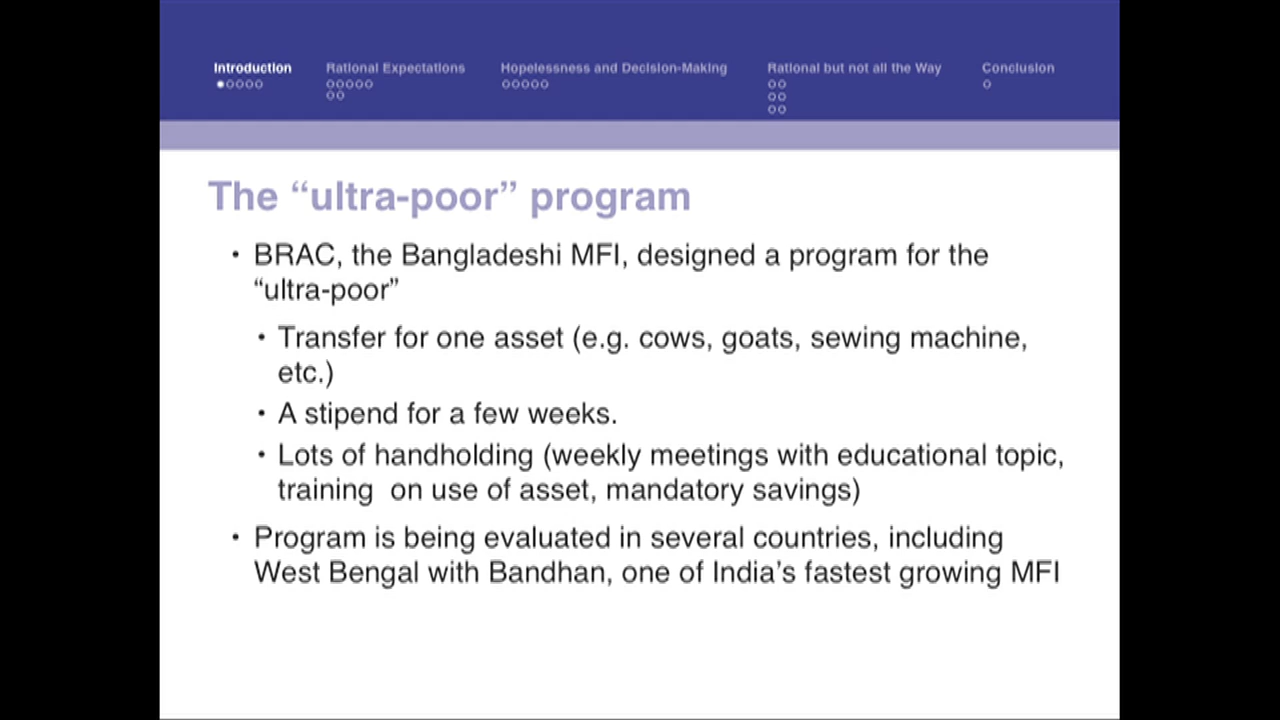 Introduction
Rational Expectations
Hopelessness and Decision-Making
Rational but not all the Way
Conclusion
The “ultra-poor” program
• BRAC, the Bangladeshi MFI, designed a program for the
“ultra-poor”
• Transfer for one asset (e.g. cows, goats, sewing machine,
etc.)
• A stipend for a few weeks.
• Lots of handholding (weekly meetings with educational topic,
training on use of asset, mandatory savings)
• Program is being evaluated in several countries, including
West Bengal with Bandhan, one of India’s fastest growing MFI